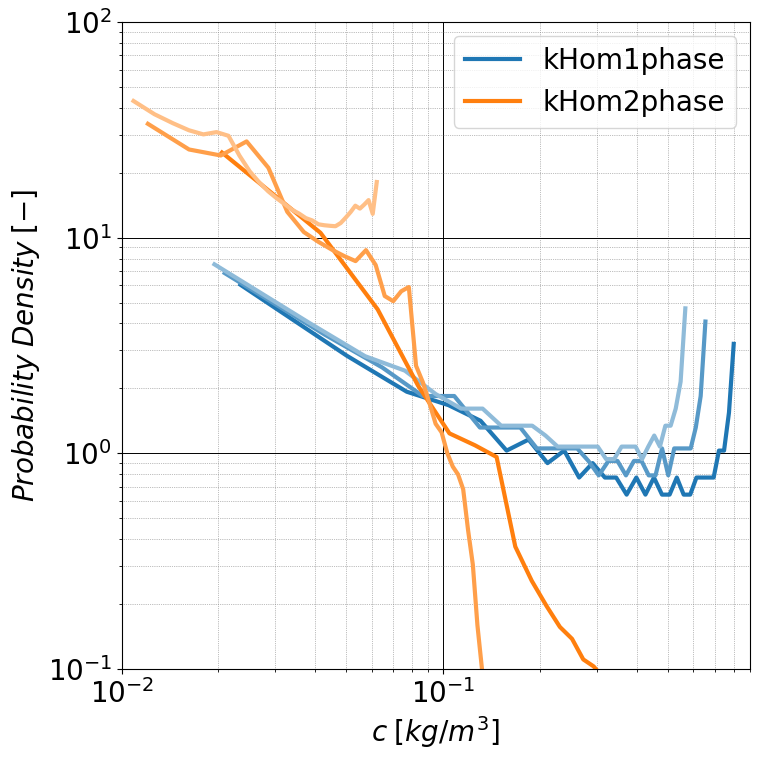 10²
kHom1phase
kHom2phase
10¹
Probability Density [−]
10⁰
10⁻¹
10⁻²
10⁻¹
c [kg/m³]